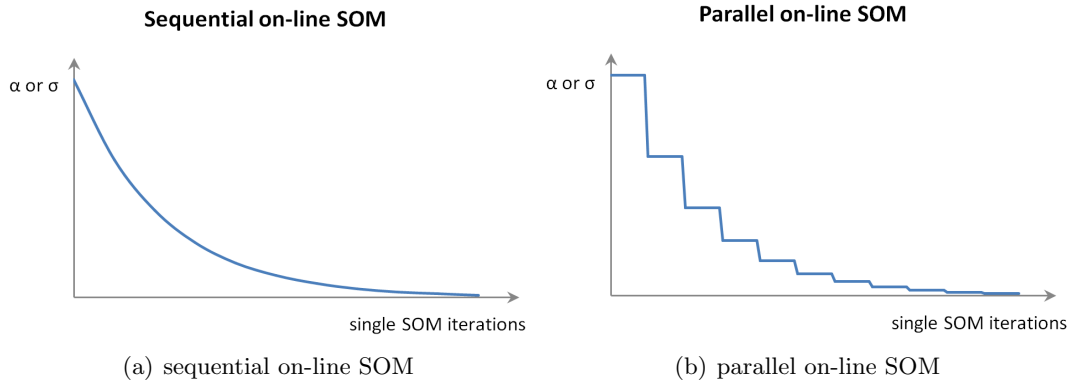 Sequential on-line SOM
α or σ
single SOM iterations
(a) sequential on-line SOM
Parallel on-line SOM
α or σ
single SOM iterations
(b) parallel on-line SOM